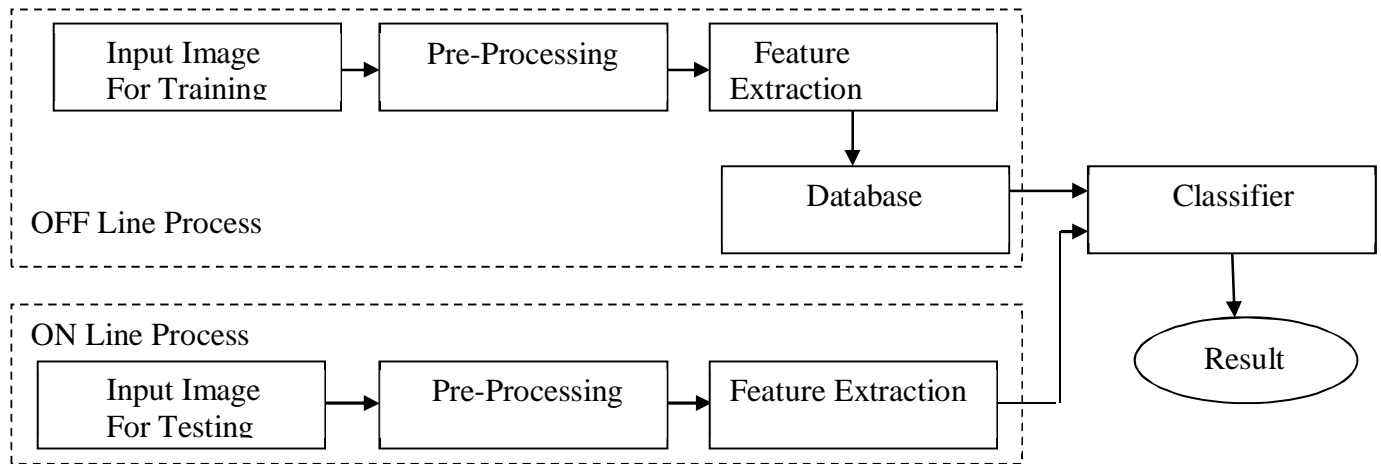 Input Image
For Training
Pre-Processing
Feature
Extraction
Database
Classifier
OFF Line Process
ON Line Process
Result
Input Image
For Testing
Pre-Processing
Feature Extraction